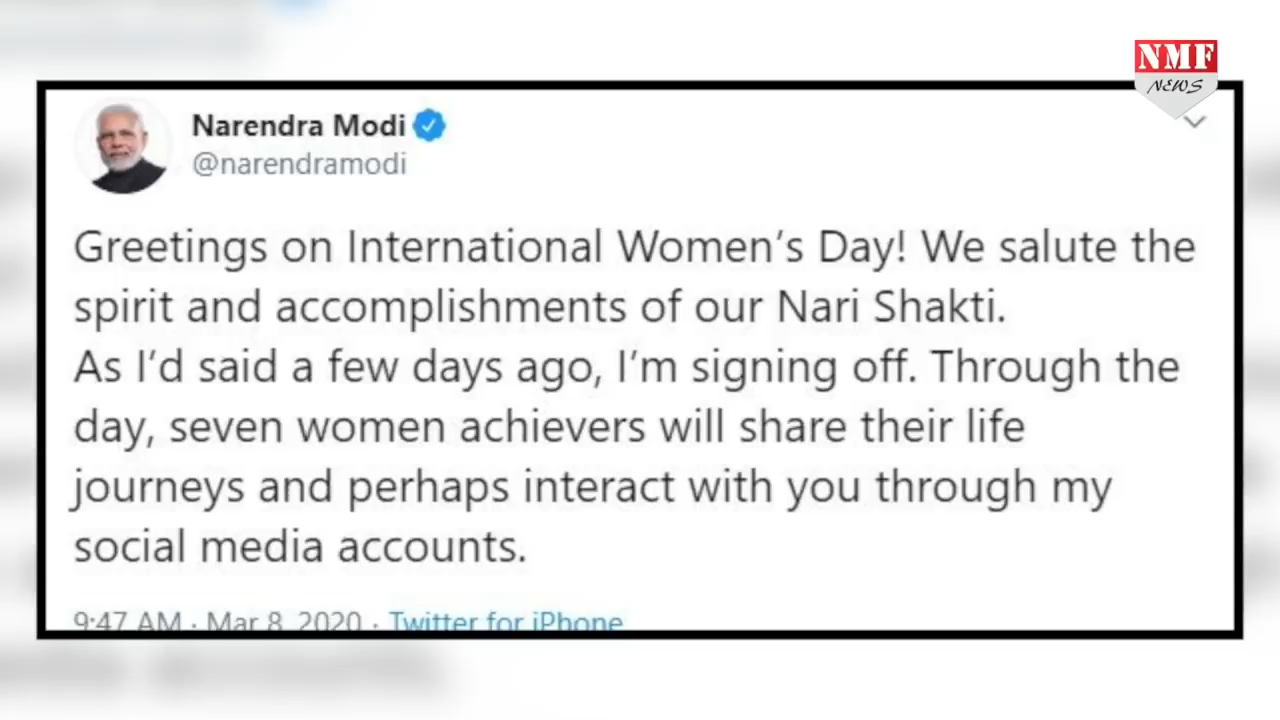 NMF
NEWS
Narendra Modi
@narendramodi
Greetings on International Women's Day! We salute the
spirit and accomplishments of our Nari Shakti.
As I'd said a few days ago, I'm signing off. Through the
day, seven women achievers will share their life
journeys and perhaps interact with you through my
social media accounts.
9:47 AM · Mar 8, 2020 · Twitter for iPhone